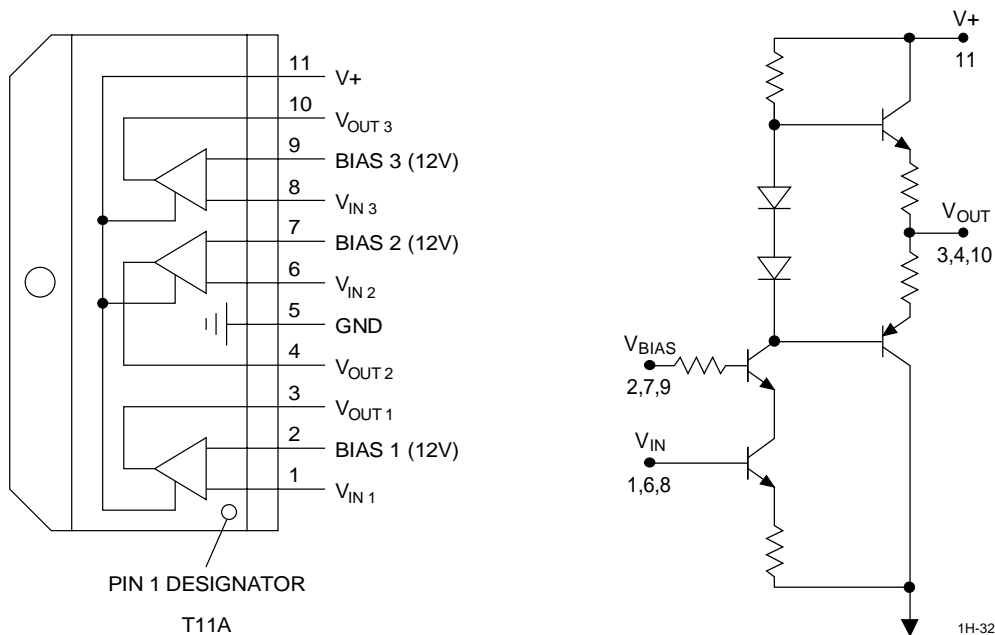 11 V+
10 VOUT 3
9 BIAS 3 (12V)
8 VIN 3
7 BIAS 2 (12V)
6 VIN 2
5 GND
4 VOUT 2
3 VOUT 1
2 BIAS 1 (12V)
1 VIN 1
PIN 1 DESIGNATOR
T11A
V+
11
VOUT
3,4,10
VBIAS
2,7,9
VIN
1,6,8
1H-32